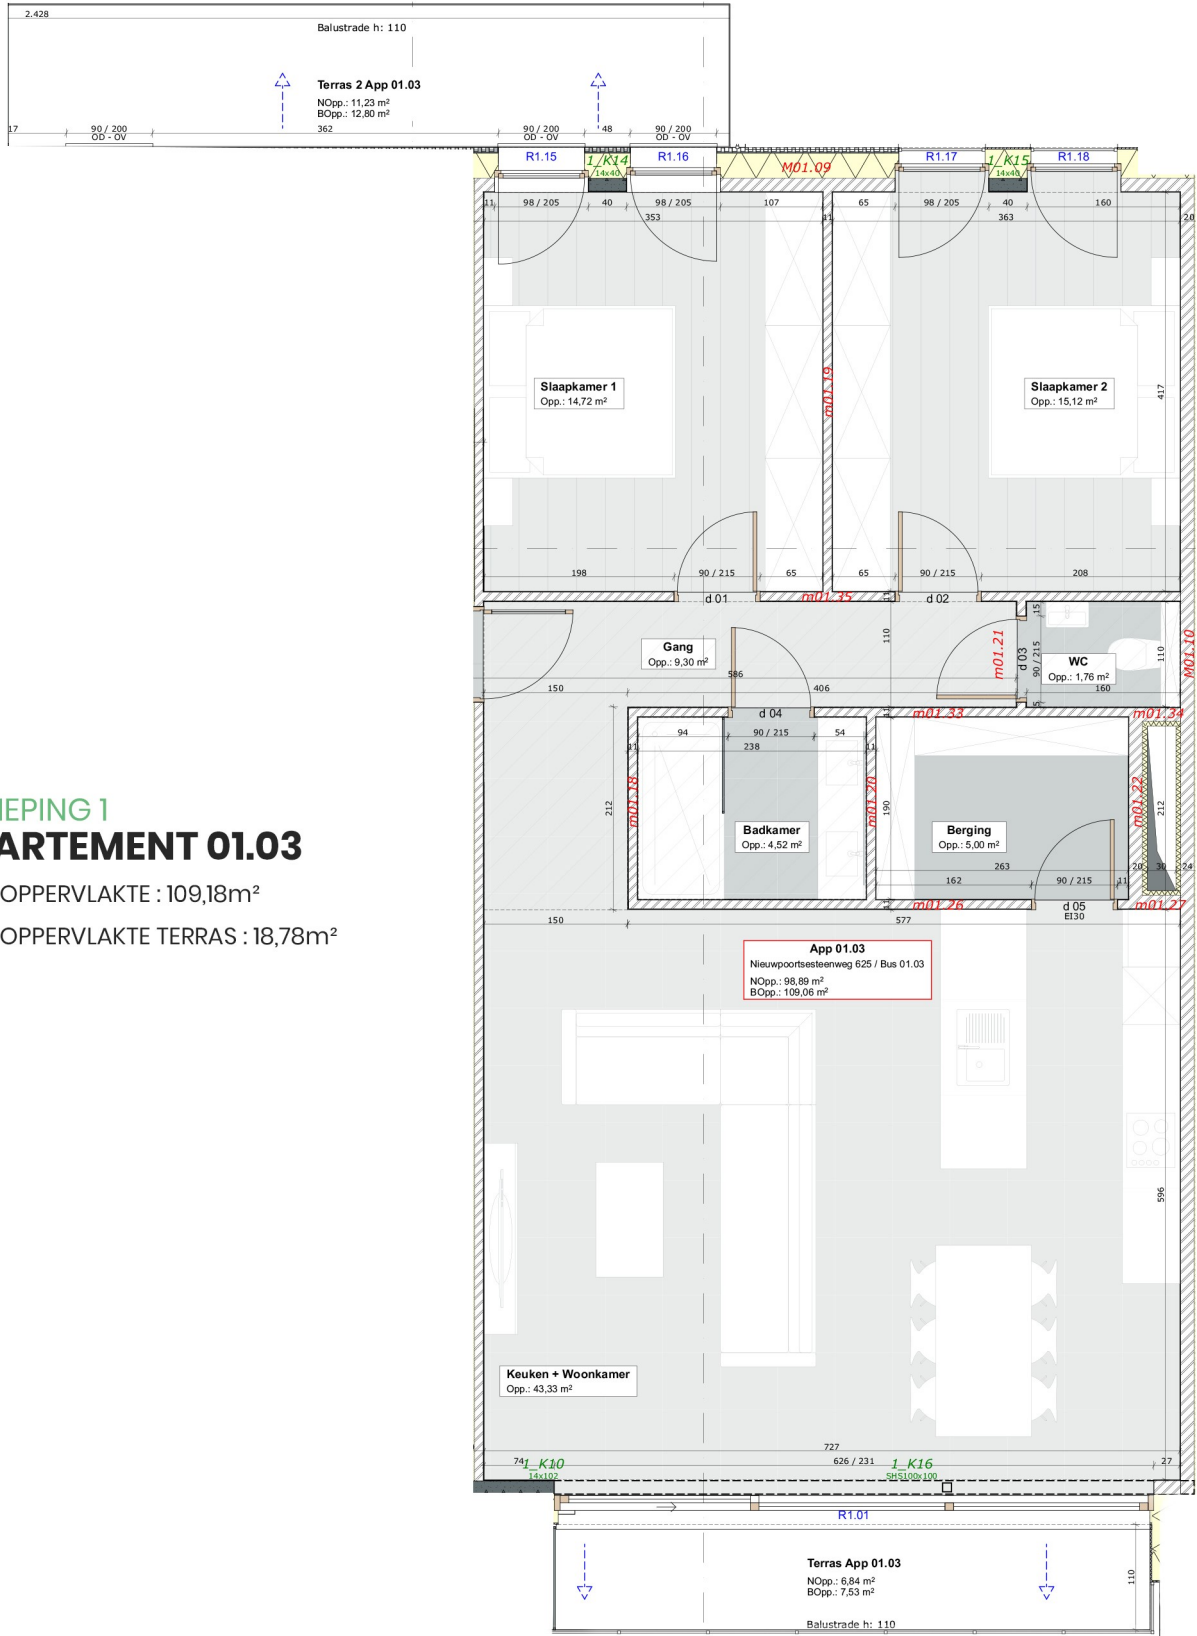 2.428
Balustrade h: 110
Terras 2 App 01.03
NOpp.: 11,23 m²
BOpp.: 12,80 m²
17
90 / 200
OD - OV
362
90 / 200
OD - OV
48
90 / 200
OD - OV
R1.15
1_K14
14x40
R1.16
M01.09
R1.17
1_K15
14x40
R1.18
11
98 / 205
40
98 / 205
107
65
98 / 205
40
160
353
11
363
20
Slaapkamer 1
Opp.: 14,72 m²
m01.19
Slaapkamer 2
Opp.: 15,12 m²
417
198
90 / 215
65
65
90 / 215
208
d 01
m01.35
11
d 02
15
Gang
Opp.: 9,30 m²
110
m01.21
d 03
90 / 215
WC
Opp.: 1,76 m²
110
M01.10
586
150
406
160
5
d 04
11
m01.33
m01.34
94
90 / 215
54
11
238
11
m01.18
212
m01.20
190
m01.22
212
Badkamer
Opp.: 4,52 m²
Berging
Opp.: 5,00 m²
263
20
30
24
162
90 / 215
11
11
m01.26
d 05
EI30
m01.27
150
577
IEPING 1
ARTEMENT 01.03
OPPERVLAKTE : 109,18m²
OPPERVLAKTE TERRAS : 18,78m²
App 01.03
Nieuwpoortsesteenweg 625 / Bus 01.03
NOpp.: 98,89 m²
BOpp.: 109,06 m²
596
Keuken + Woonkamer
Opp.: 43,33 m²
727
74
1_K10
14x102
626 / 231
1_K16
SHS100x100
27
R1.01
Terras App 01.03
NOpp.: 6,84 m²
BOpp.: 7,53 m²
110
Balustrade h: 110